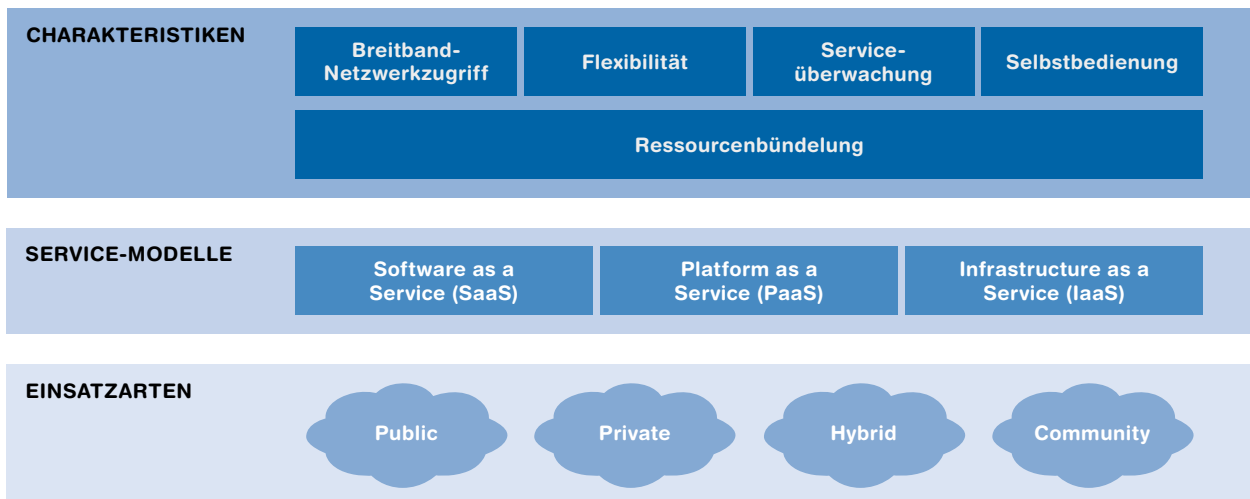 CHARAKTERISTIKEN
Breitband-
Netzwerkzugriff
Flexibilität
Service-
überwachung
Selbstbedienung
Ressourcenbündelung
SERVICE-MODELLE
Software as a
Service (SaaS)
Platform as a
Service (PaaS)
Infrastructure as a
Service (IaaS)
EINSATZARTEN
Public
Private
Hybrid
Community